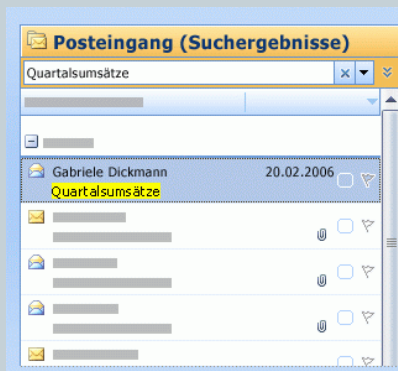 Posteingang (Suchergebnisse)
Quartalsumsätze
Gabriele Dickmann 20.02.2006
Quartalsumsätze